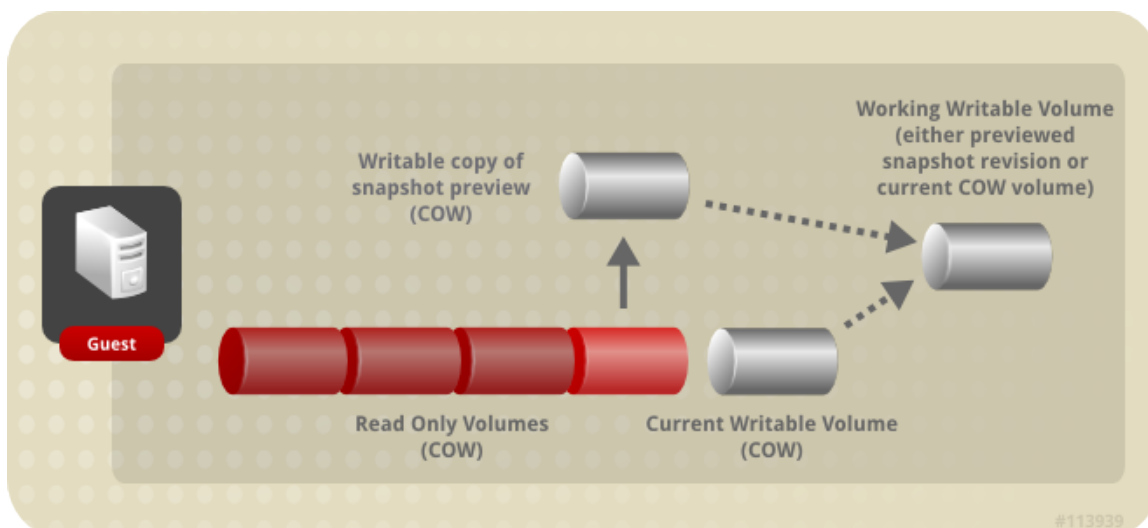 Working Writable Volume
(either previewed
snapshot revision or
current COW volume)
Writable copy of
snapshot preview
(COW)
Guest
Read Only Volumes
(COW)
Current Writable Volume
(COW)
#113939